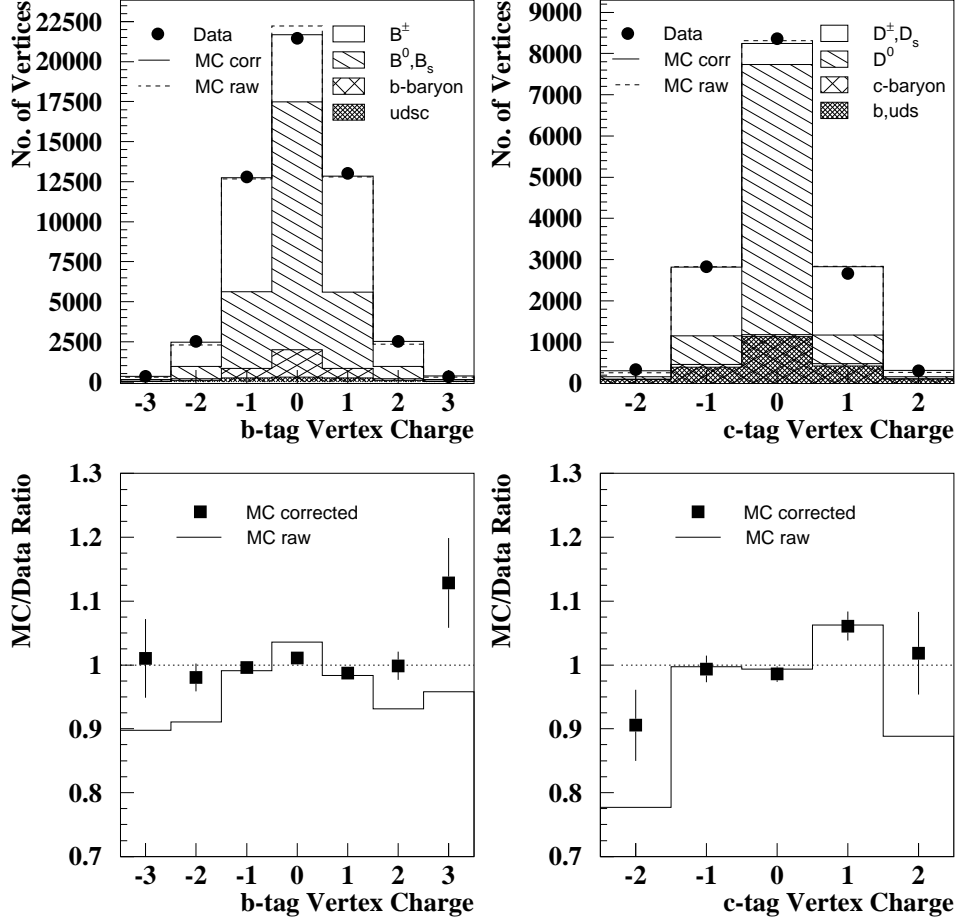 No. of Vertices
22500
20000
17500
15000
12500
10000
7500
5000
2500
0
Data
MC corr
MC raw
B±
B⁰,Bₛ
b-baryon
udsc
-3 -2 -1 0 1 2 3
b-tag Vertex Charge
No. of Vertices
9000
8000
7000
6000
5000
4000
3000
2000
1000
0
Data
MC corr
MC raw
D±,Dₛ
D⁰
c-baryon
b,uds
-2 -1 0 1 2
c-tag Vertex Charge
MC/Data Ratio
1.3
1.2
1.1
1
0.9
0.8
0.7
MC corrected
MC raw
-3 -2 -1 0 1 2 3
b-tag Vertex Charge
MC/Data Ratio
1.3
1.2
1.1
1
0.9
0.8
0.7
MC corrected
MC raw
-2 -1 0 1 2
c-tag Vertex Charge